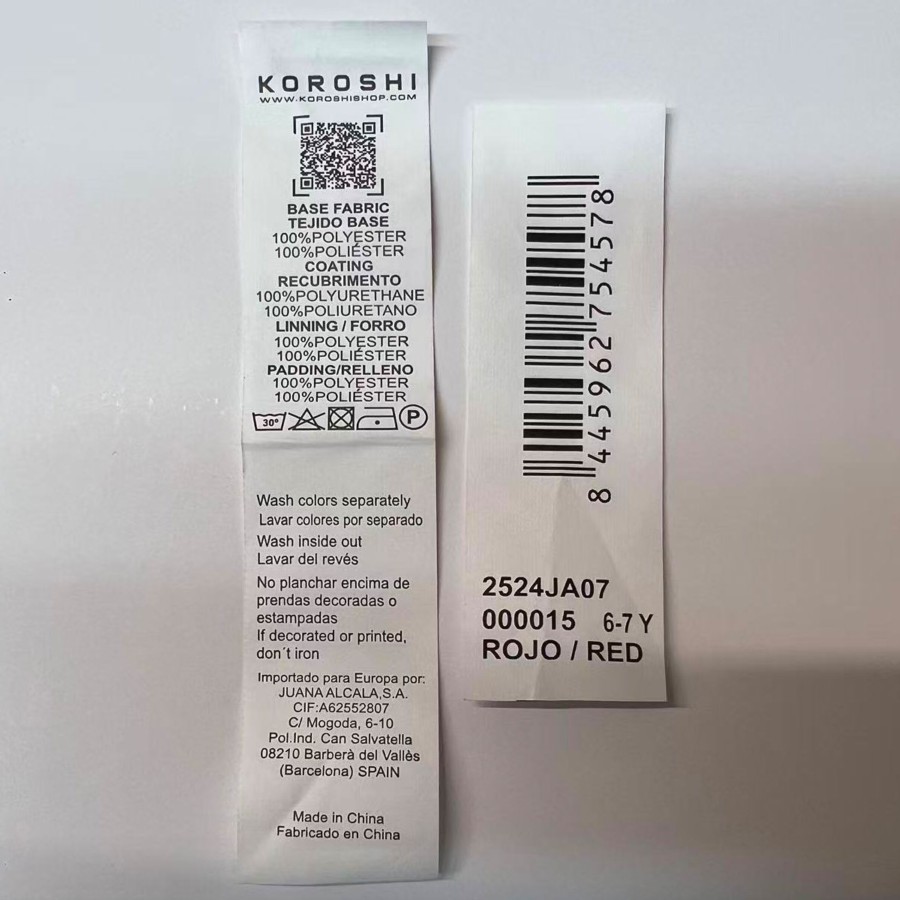 KOROSHI
WWW.KOROSHISHOP.COM
BASE FABRIC
TEJIDO BASE
100%POLYESTER
100%POLIÉSTER
COATING
RECUBRIMENTO
100%POLYURETHANE
100%POLIURETANO
LINNING / FORRO
100%POLYESTER
100%POLIÉSTER
PADDING/RELLENO
100%POLYESTER
100%POLIÉSTER
30° P
Wash colors separately
Lavar colores por separado
Wash inside out
Lavar del revés
No planchar encima de
prendas decoradas o
estampadas
If decorated or printed,
don´t iron
Importado para Europa por:
JUANA ALCALA,S.A.
CIF:A62552807
C/ Mogoda, 6-10
Pol.Ind. Can Salvatella
08210 Barberà del Vallès
(Barcelona) SPAIN
Made in China
Fabricado en China
8 445962 754578
2524JA07
000015 6-7 Y
ROJO / RED